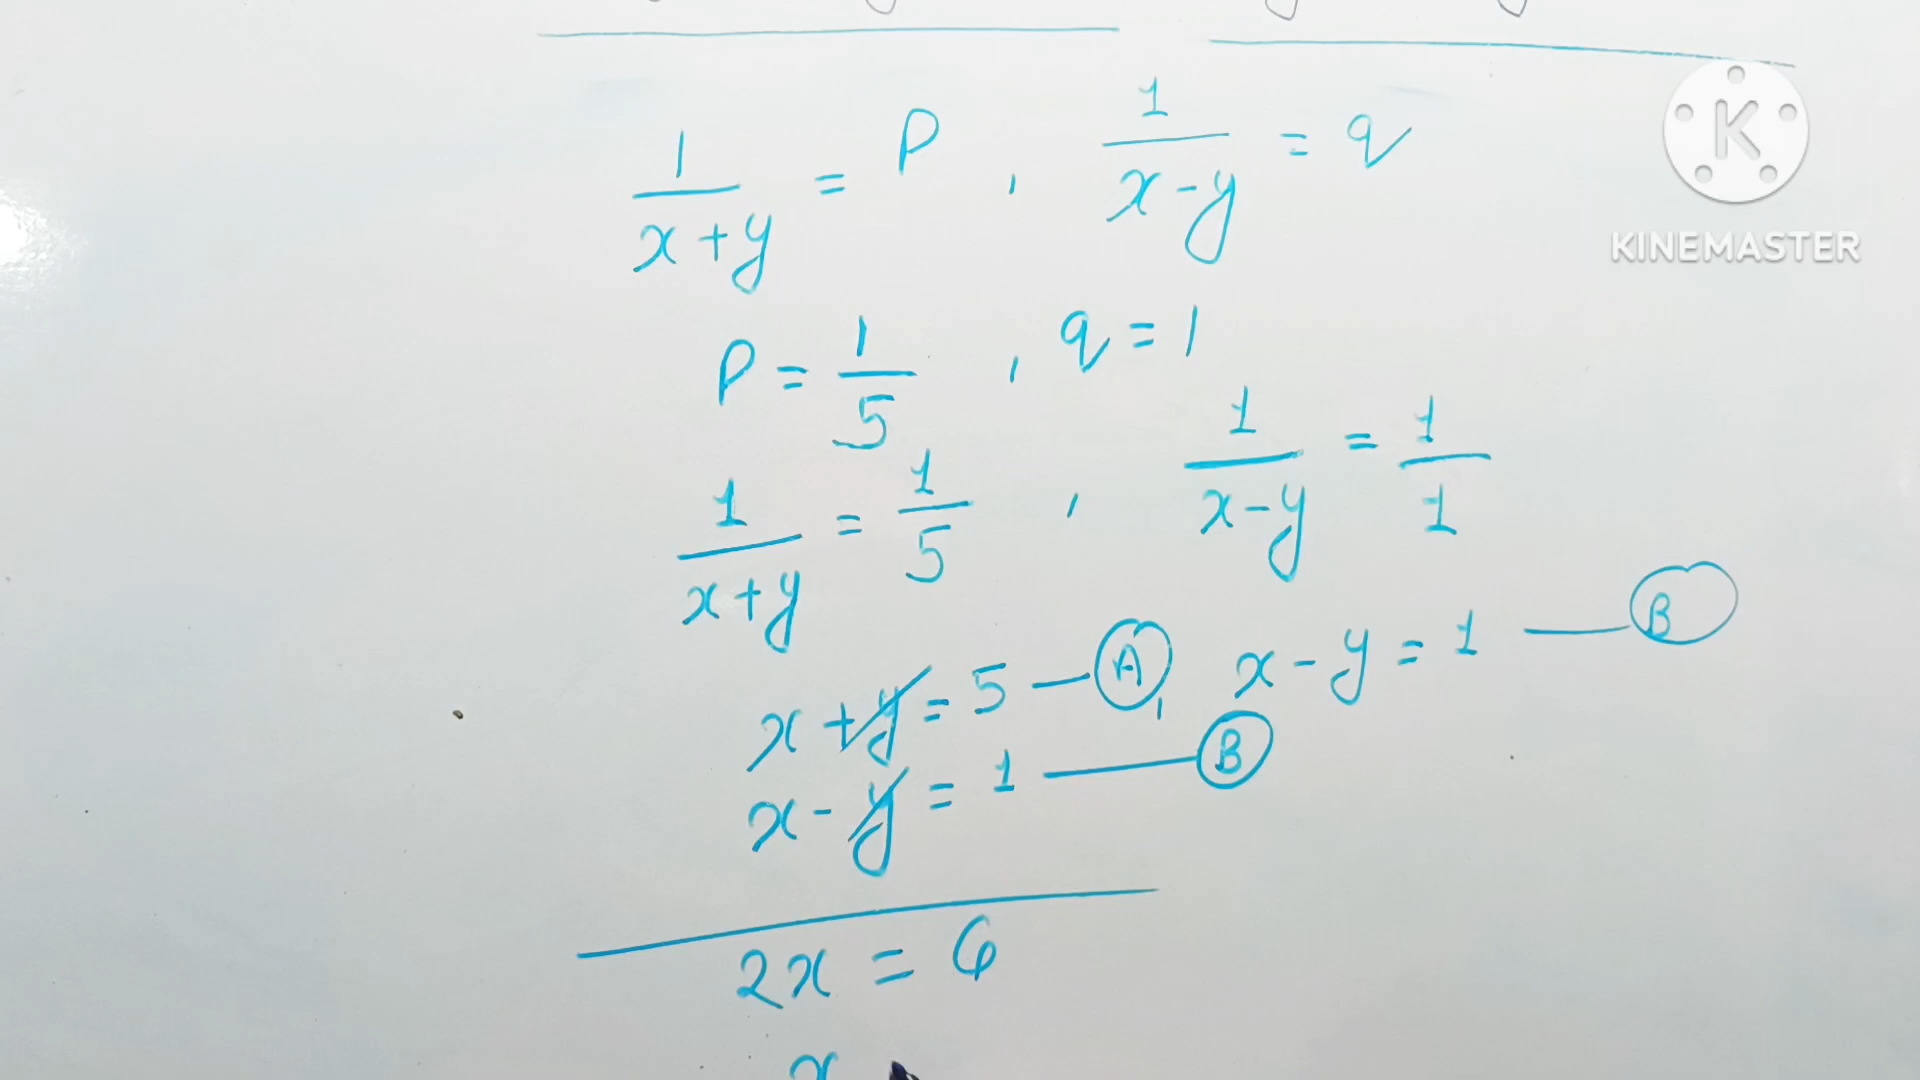 1/(x+y) = P , 1/(x-y) = q
K
KINEMASTER
P = 1/5 , q = 1
1/(x+y) = 1/5 , 1/(x-y) = 1/1
x + y = 5 — A , x - y = 1 — B
x - y = 1 — B
2x = 6
x